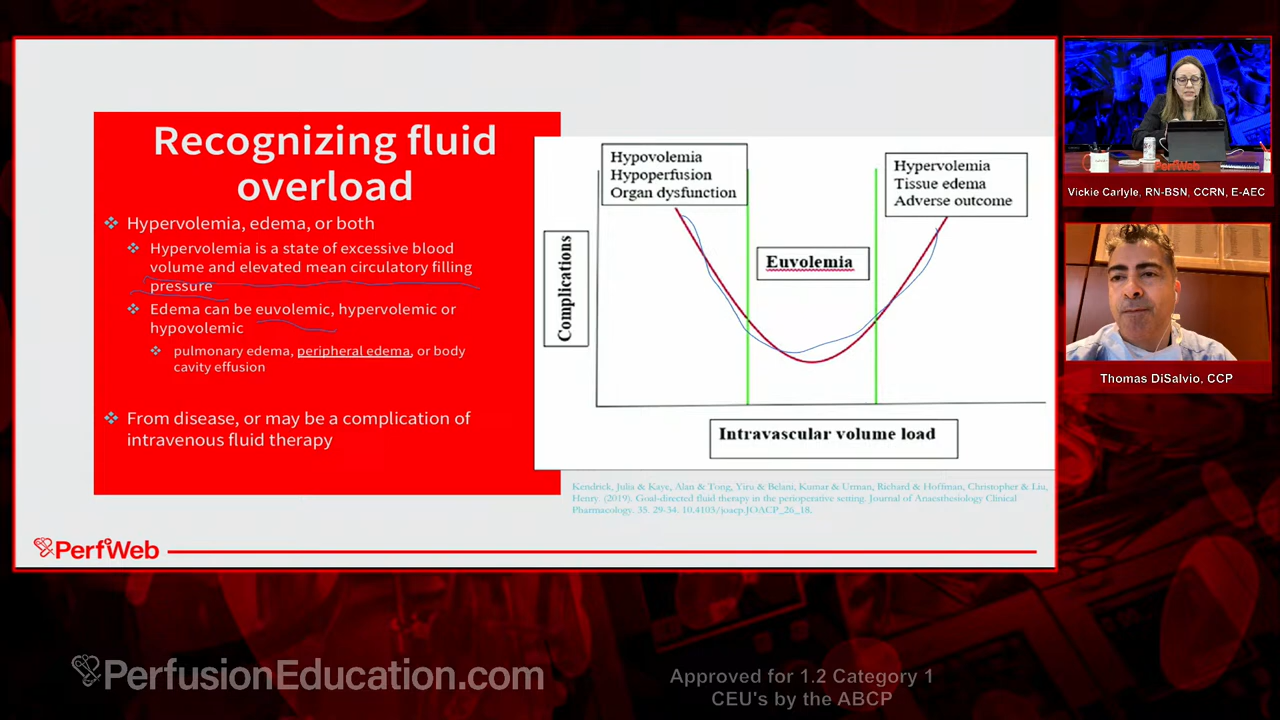 Recognizing fluid
overload
Hypervolemia, edema, or both
Hypervolemia is a state of excessive blood
volume and elevated mean circulatory filling
pressure
Edema can be euvolemic, hypervolemic or
hypovolemic
pulmonary edema, peripheral edema, or body
cavity effusion
From disease, or may be a complication of
intravenous fluid therapy
Hypovolemia
Hypoperfusion
Organ dysfunction
Hypervolemia
Tissue edema
Adverse outcome
Euvolemia
Complications
Intravascular volume load
Kendrick, Julia & Kaye, Alan & Tong, Yiru & Belani, Kumar & Urman, Richard & Hoffman, Christopher & Liu,
Henry. (2019). Goal-directed fluid therapy in the perioperative setting. Journal of Anaesthesiology Clinical
Pharmacology. 35. 29-34. 10.4103/joacp.JOACP_26_18.
PerfWeb
PerfWeb
Vickie Carlyle, RN-BSN, CCRN, E-AEC
Thomas DiSalvio, CCP
PerfusionEducation.com
Approved for 1.2 Category 1
CEU's by the ABCP